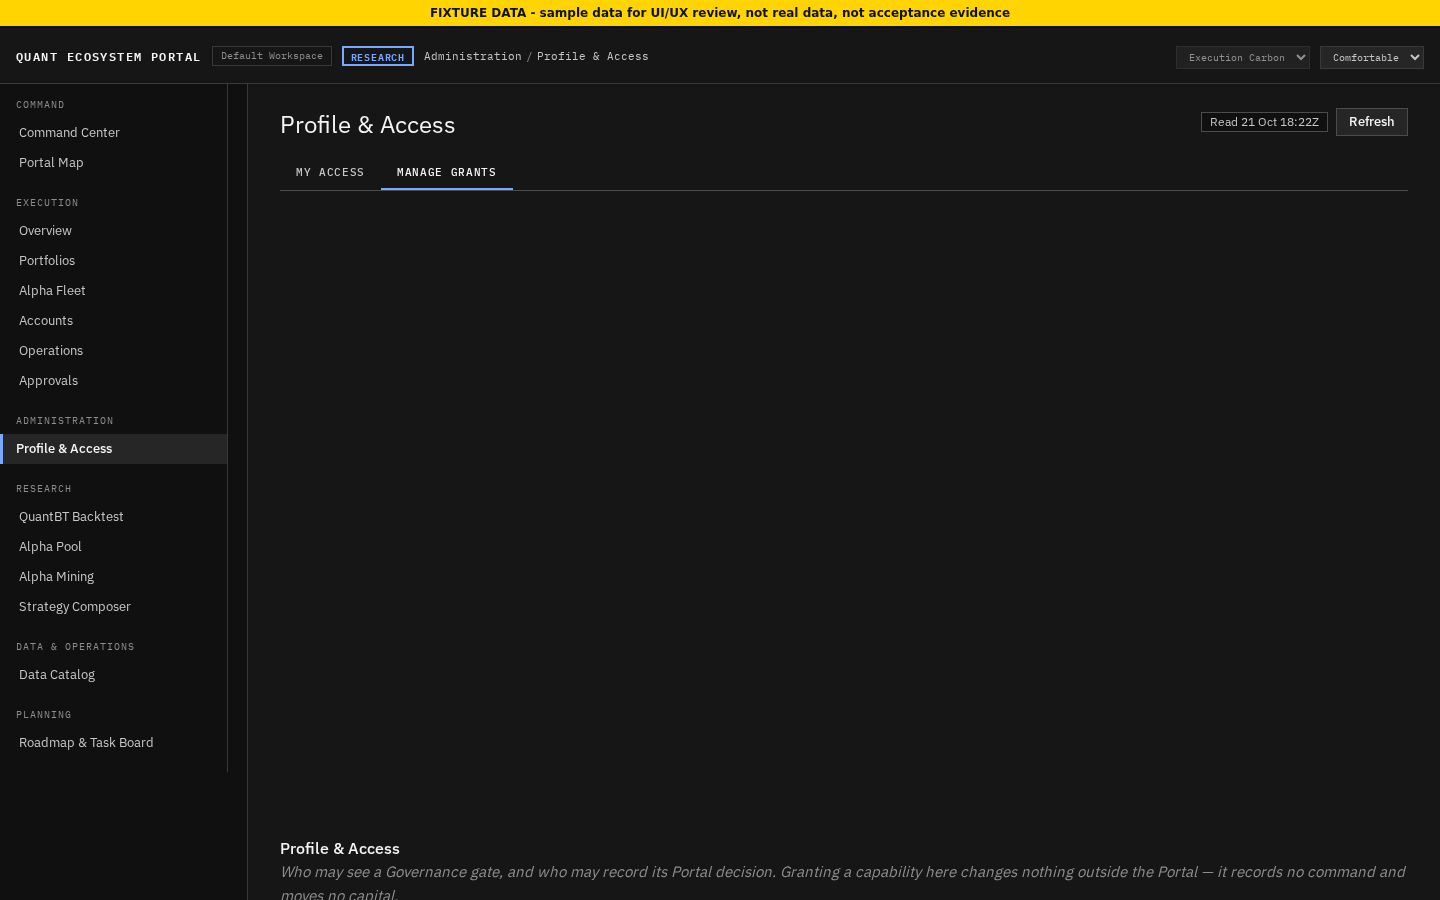 FIXTURE DATA - sample data for UI/UX review, not real data, not acceptance evidence
QUANT ECOSYSTEM PORTAL
Default Workspace
RESEARCH
Administration / Profile & Access
Execution Carbon
Comfortable
COMMAND
Command Center
Portal Map
EXECUTION
Overview
Portfolios
Alpha Fleet
Accounts
Operations
Approvals
ADMINISTRATION
Profile & Access
RESEARCH
QuantBT Backtest
Alpha Pool
Alpha Mining
Strategy Composer
DATA & OPERATIONS
Data Catalog
PLANNING
Roadmap & Task Board
Profile & Access
Read 21 Oct 18:22Z
Refresh
MY ACCESS
MANAGE GRANTS
Profile & Access
Who may see a Governance gate, and who may record its Portal decision. Granting a capability here changes nothing outside the Portal — it records no command and
moves no capital.